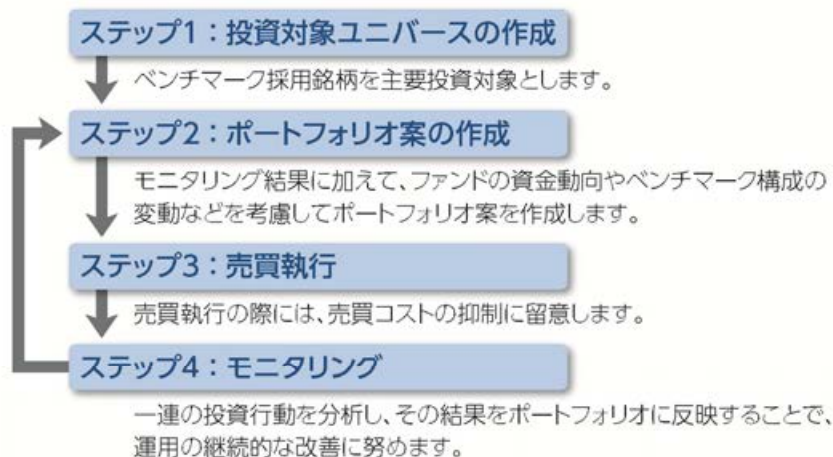 ステップ1：投資対象ユニバースの作成
ベンチマーク採用銘柄を主要投資対象とします。
ステップ2：ポートフォリオ案の作成
モニタリング結果に加えて、ファンドの資金動向やベンチマーク構成の
変動などを考慮してポートフォリオ案を作成します。
ステップ3：売買執行
売買執行の際には、売買コストの抑制に留意します。
ステップ4：モニタリング
一連の投資行動を分析し、その結果をポートフォリオに反映することで、
運用の継続的な改善に努めます。